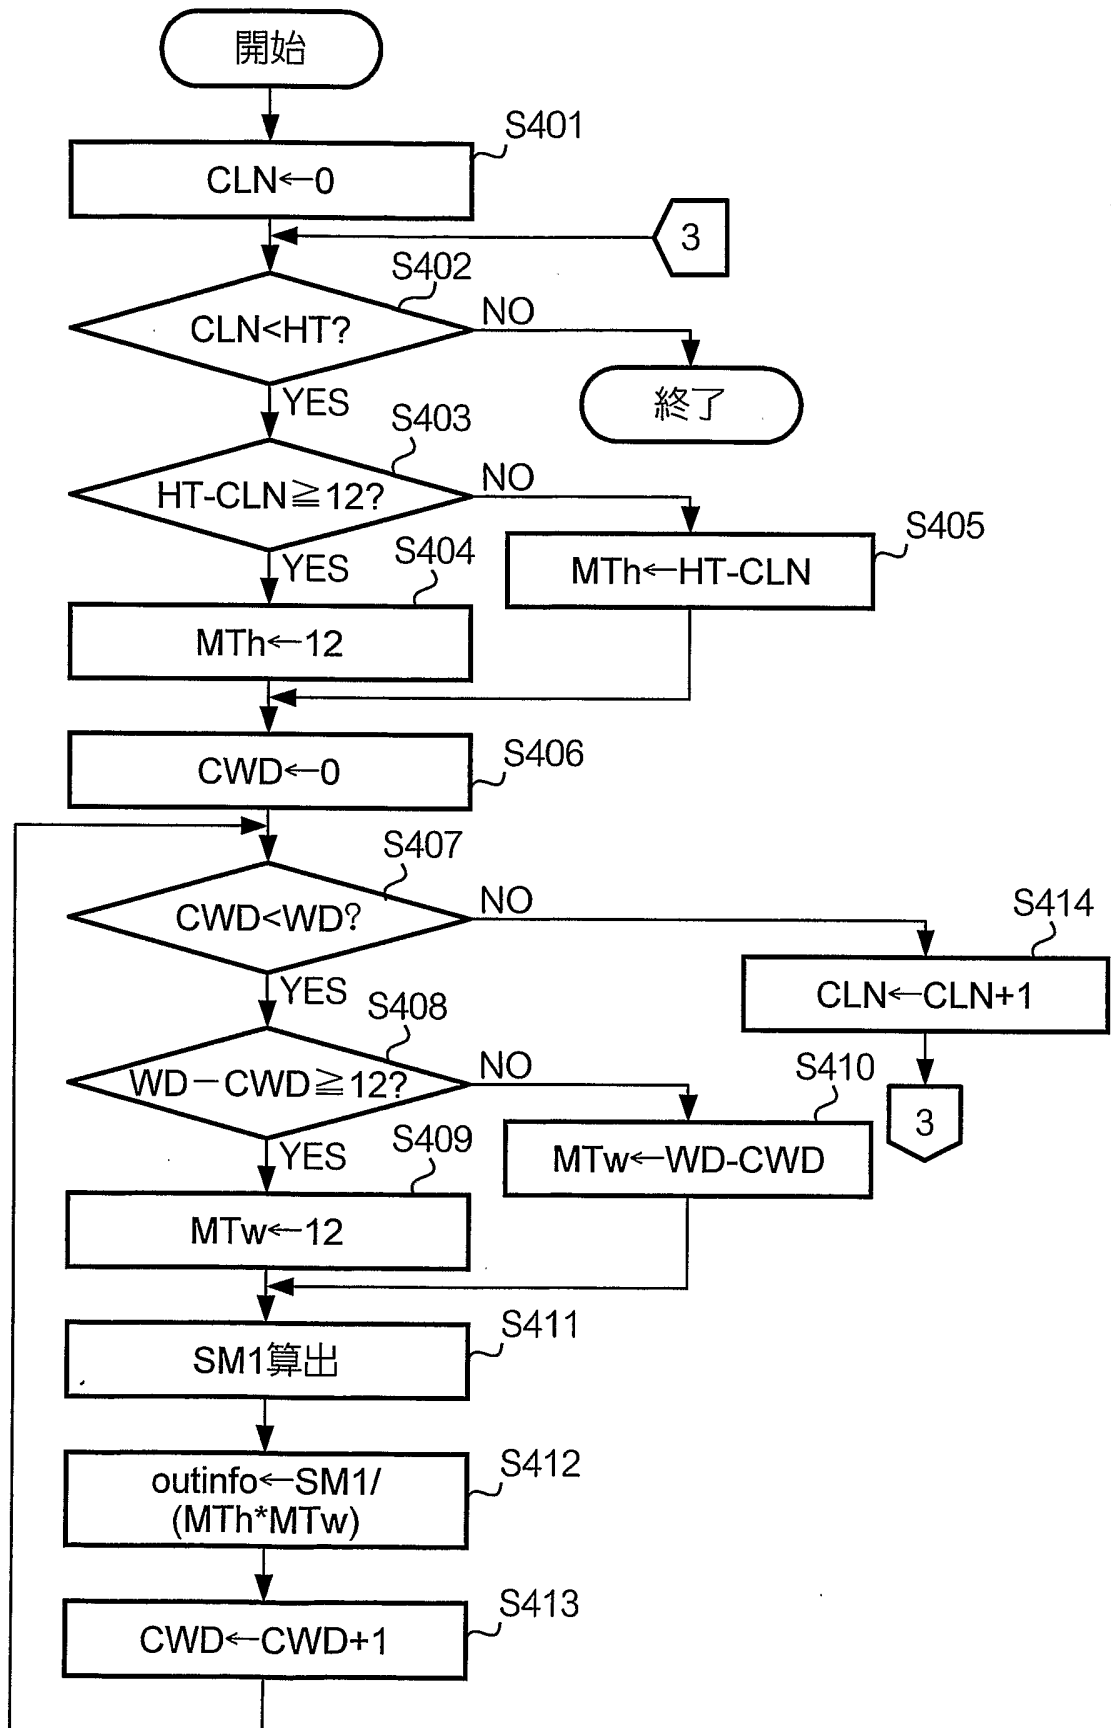 開始
S401
CLN←0
3
S402
CLN<HT?
NO
YES
終了
S403
HT-CLN≧12?
NO
YES
S404
MTh←12
S405
MTh←HT-CLN
S406
CWD←0
S407
CWD<WD?
NO
YES
S414
CLN←CLN+1
3
S408
WD－CWD≧12?
NO
YES
S410
MTw←WD-CWD
S409
MTw←12
S411
SM1算出
S412
outinfo←SM1/
(MTh*MTw)
S413
CWD←CWD+1